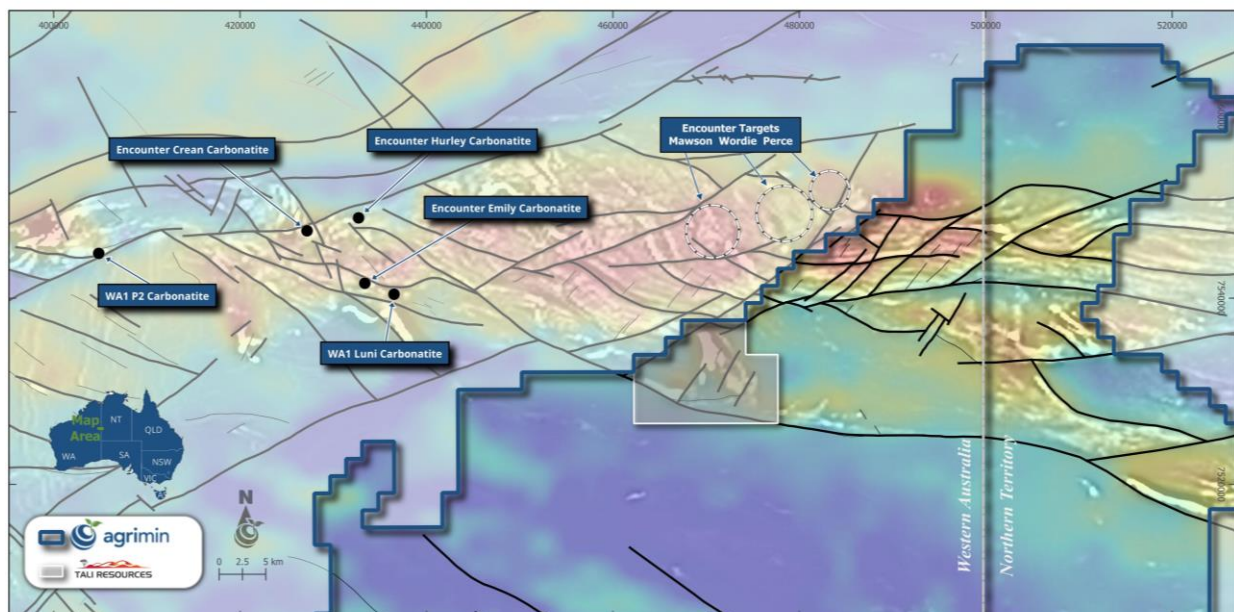 400000
420000
440000
460000
480000
500000
520000
Encounter Crean Carbonatite
Encounter Hurley Carbonatite
Encounter Targets
Mawson Wordie Perce
Encounter Emily Carbonatite
WA1 P2 Carbonatite
WA1 Luni Carbonatite
7540000
Map
Area
NT
QLD
WA
SA
NSW
VIC
Western Australia
Northern Territory
7520000
N
0 2.5 5 km
agrimin
TALI RESOURCES